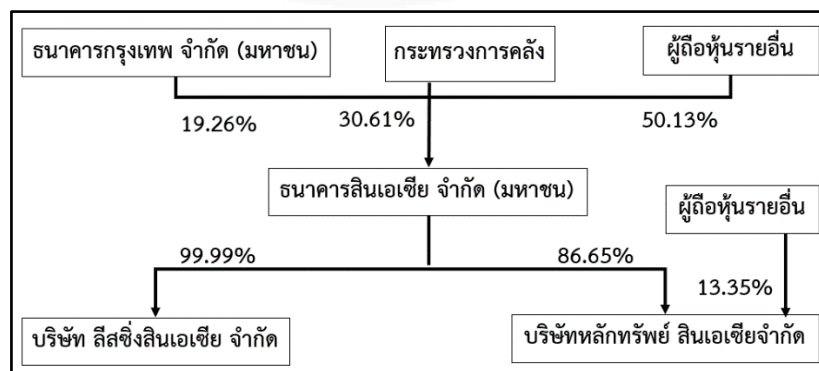 ธนาคารกรุงเทพ จำกัด (มหาชน)
กระทรวงการคลัง
ผู้ถือหุ้นรายอื่น
19.26%
30.61%
50.13%
ธนาคารสินเอเซีย จำกัด (มหาชน)
ผู้ถือหุ้นรายอื่น
99.99%
86.65%
13.35%
บริษัท ลีสซิ่งสินเอเซีย จำกัด
บริษัทหลักทรัพย์ สินเอเซียจำกัด